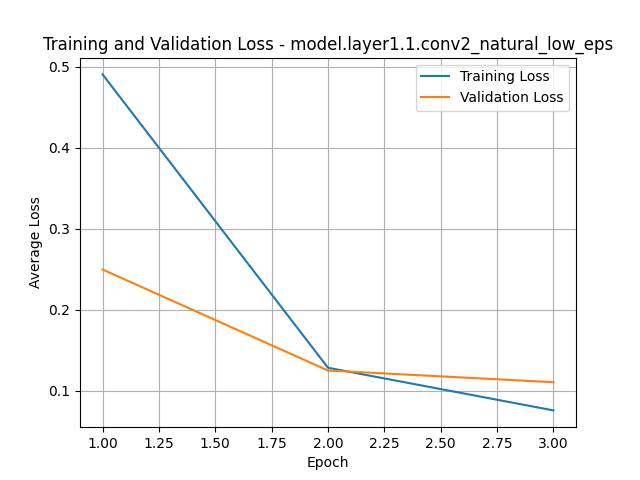 Training and Validation Loss - model.layer1.1.conv2_natural_low_eps
Training Loss
Validation Loss
0.5
0.4
0.3
0.2
0.1
Average Loss
1.00 1.25 1.50 1.75 2.00 2.25 2.50 2.75 3.00
Epoch